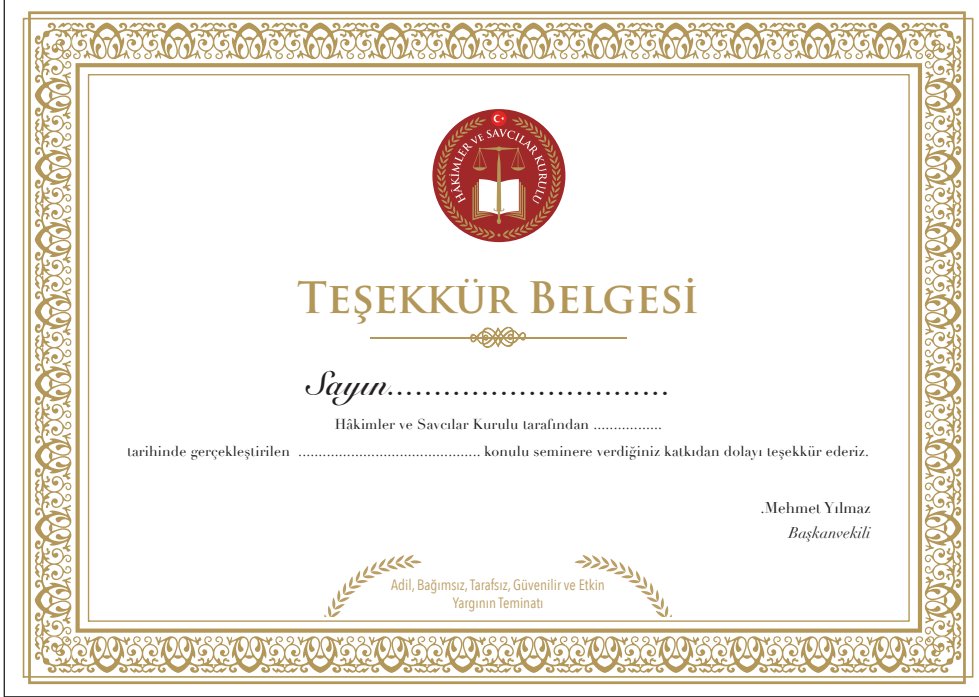 HÂKİMLER VE SAVCILAR KURULU
TEŞEKKÜR BELGESİ
Sayın..............................
Hâkimler ve Savcılar Kurulu tarafından .................
tarihinde gerçekleştirilen ............................................. konulu seminere verdiğiniz katkıdan dolayı teşekkür ederiz.
.Mehmet Yılmaz
Başkanvekili
Adil, Bağımsız, Tarafsız, Güvenilir ve Etkin
Yargının Teminatı